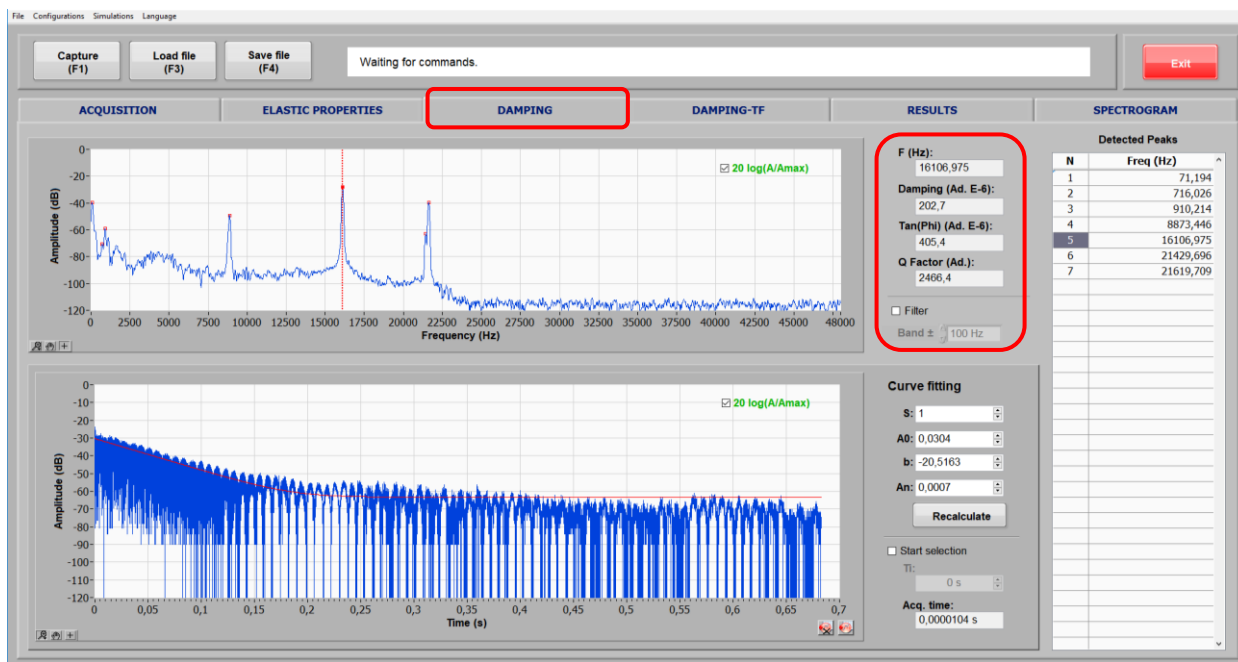 File Configurations Simulations Language
Capture
(F1)
Load file
(F3)
Save file
(F4)
Waiting for commands.
Exit
ACQUISITION
ELASTIC PROPERTIES
DAMPING
DAMPING-TF
RESULTS
SPECTROGRAM
0
-20
-40
-60
-80
-100
-120
Amplitude (dB)
20 log(A/Amax)
0 2500 5000 7500 10000 12500 15000 17500 20000 22500 25000 27500 30000 32500 35000 37500 40000 42500 45000 48000
Frequency (Hz)
F (Hz):
16106,975
Damping (Ad. E-6):
202,7
Tan(Phi) (Ad. E-6):
405,4
Q Factor (Ad.):
2466,4
Filter
Band ± 100 Hz
Detected Peaks
N Freq (Hz)
1 71,194
2 716,026
3 910,214
4 8873,446
5 16106,975
6 21429,696
7 21619,709
0
-10
-20
-30
-40
-50
-60
-70
-80
-90
-100
-110
-120
Amplitude (dB)
20 log(A/Amax)
0 0,05 0,1 0,15 0,2 0,25 0,3 0,35 0,4 0,45 0,5 0,55 0,6 0,65 0,7
Time (s)
Curve fitting
S: 1
A0: 0,0304
b: -20,5163
An: 0,0007
Recalculate
Start selection
Ti:
0 s
Acq. time:
0,0000104 s